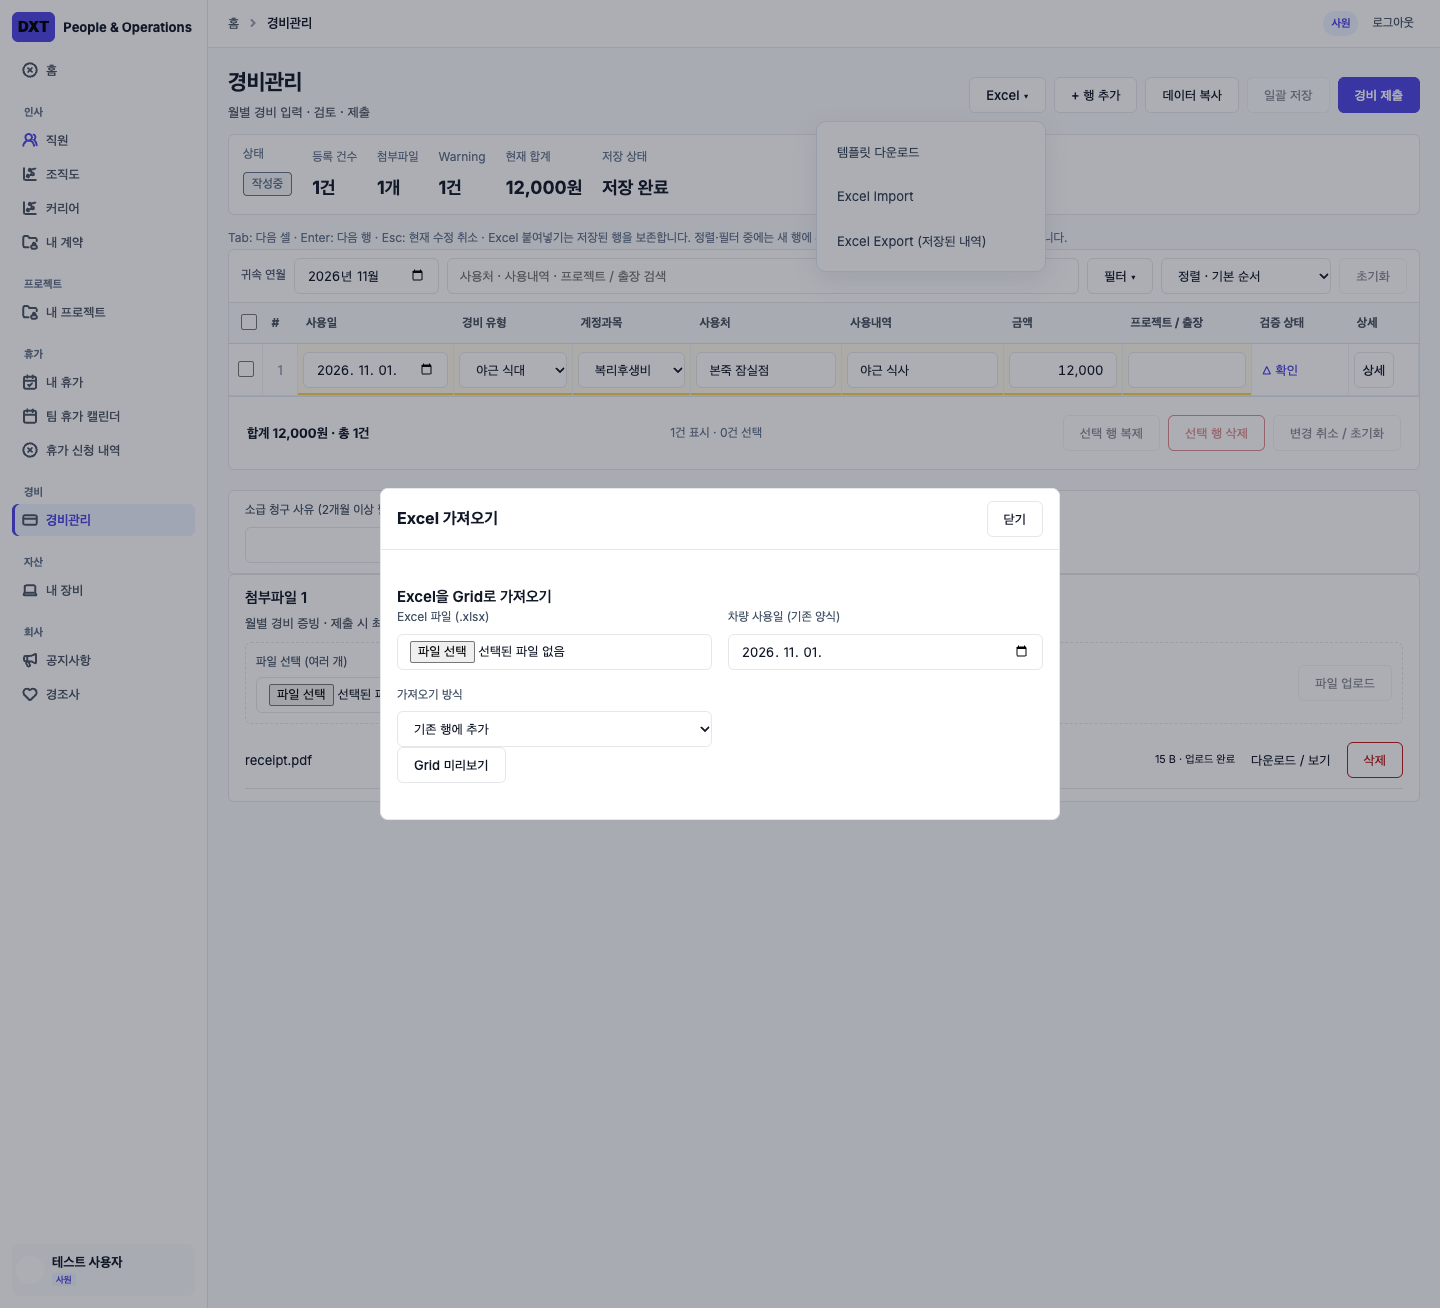 DXT People & Operations
홈
인사
직원
조직도
커리어
내 계약
프로젝트
내 프로젝트
휴가
내 휴가
팀 휴가 캘린더
휴가 신청 내역
경비
경비관리
자산
내 장비
회사
공지사항
경조사
테스트 사용자
사원
홈 > 경비관리
사원 로그아웃
경비관리
월별 경비 입력 · 검토 · 제출
Excel ▾ + 행 추가 데이터 복사 일괄 저장 경비 제출
템플릿 다운로드
Excel Import
Excel Export (저장된 내역)
상태 등록 건수 첨부파일 Warning 현재 합계 저장 상태
작성중 1건 1개 1건 12,000원 저장 완료
Tab: 다음 셀 · Enter: 다음 행 · Esc: 현재 수정 취소 · Excel 붙여넣기는 저장된 행을 보존합니다. 정렬·필터 중에는 새 행에 니다.
귀속 연월 2026년 11월 사용처 · 사용내역 · 프로젝트 / 출장 검색 필터 ▾ 정렬 · 기본 순서 초기화
# 사용일 경비 유형 계정과목 사용처 사용내역 금액 프로젝트 / 출장 검증 상태 상세
1 2026. 11. 01. 야근 식대 복리후생비 본죽 잠실점 야근 식사 12,000 △ 확인 상세
합계 12,000원 · 총 1건 1건 표시 · 0건 선택 선택 행 복제 선택 행 삭제 변경 취소 / 초기화
소급 청구 사유 (2개월 이상
첨부파일 1
월별 경비 증빙 · 제출 시 최
파일 선택 (여러 개)
파일 선택 선택된 파 파일 업로드
receipt.pdf 15 B · 업로드 완료 다운로드 / 보기 삭제
Excel 가져오기 닫기
Excel을 Grid로 가져오기
Excel 파일 (.xlsx) 차량 사용일 (기존 양식)
파일 선택 선택된 파일 없음 2026. 11. 01.
가져오기 방식
기존 행에 추가
Grid 미리보기